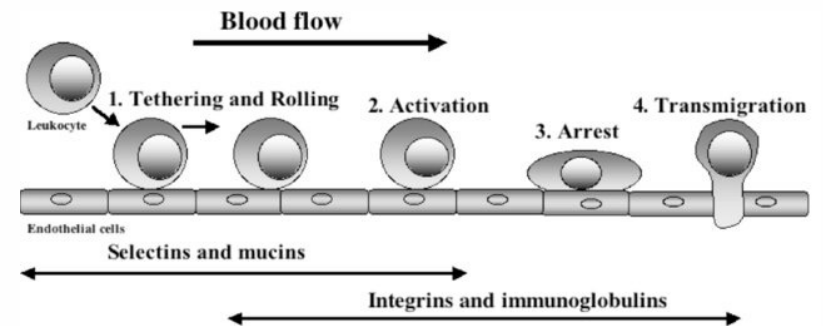 Blood flow
1. Tethering and Rolling
2. Activation
4. Transmigration
3. Arrest
Leukocyte
Endothelial cells
Selectins and mucins
Integrins and immunoglobulins